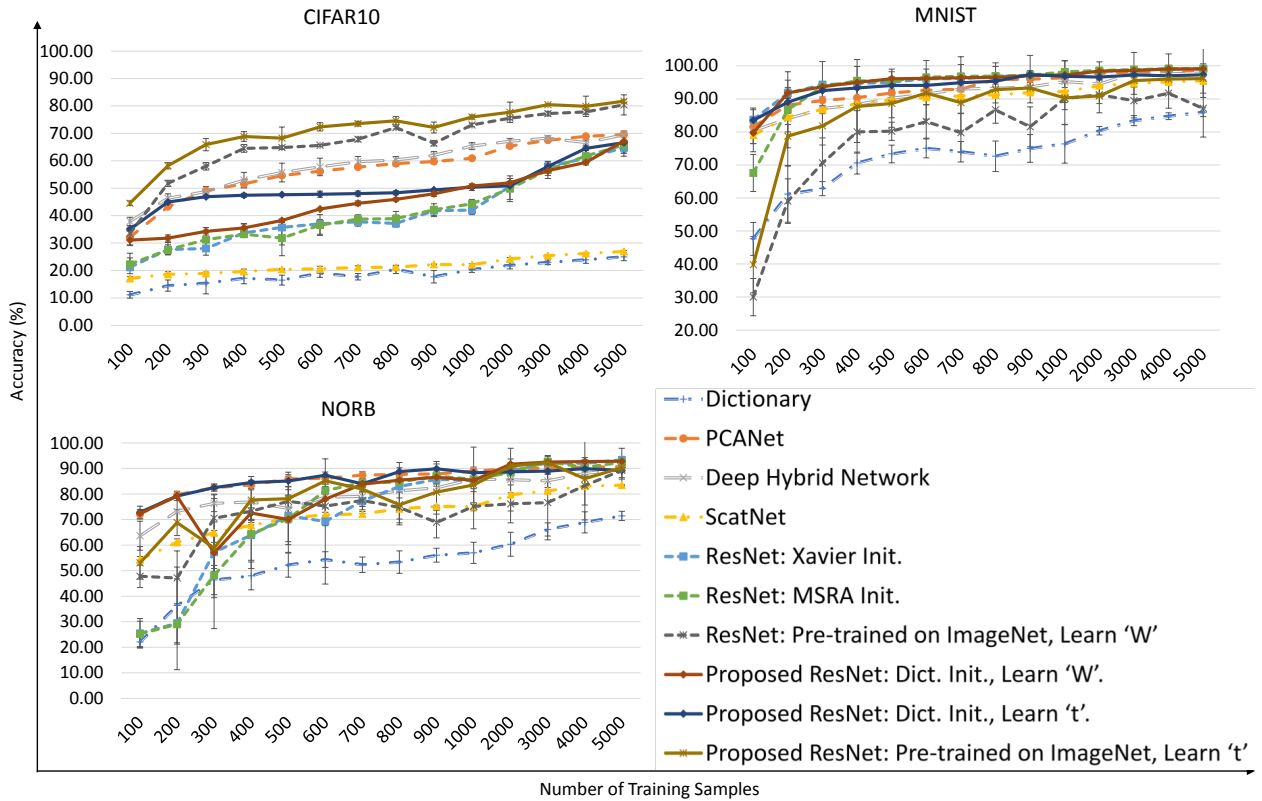 CIFAR10
100.00
90.00
80.00
70.00
60.00
50.00
40.00
30.00
20.00
10.00
0.00
100 200 300 400 500 600 700 800 900 1000 2000 3000 4000 5000
MNIST
100.00
90.00
80.00
70.00
60.00
50.00
40.00
30.00
20.00
100 200 300 400 500 600 700 800 900 1000 2000 3000 4000 5000
Accuracy (%)
NORB
100.00
90.00
80.00
70.00
60.00
50.00
40.00
30.00
20.00
10.00
0.00
100 200 300 400 500 600 700 800 900 1000 2000 3000 4000 5000
Dictionary
PCANet
Deep Hybrid Network
ScatNet
ResNet: Xavier Init.
ResNet: MSRA Init.
ResNet: Pre-trained on ImageNet, Learn ‘W’
Proposed ResNet: Dict. Init., Learn ‘W’.
Proposed ResNet: Dict. Init., Learn ‘t’.
Proposed ResNet: Pre-trained on ImageNet, Learn ‘t’
Number of Training Samples